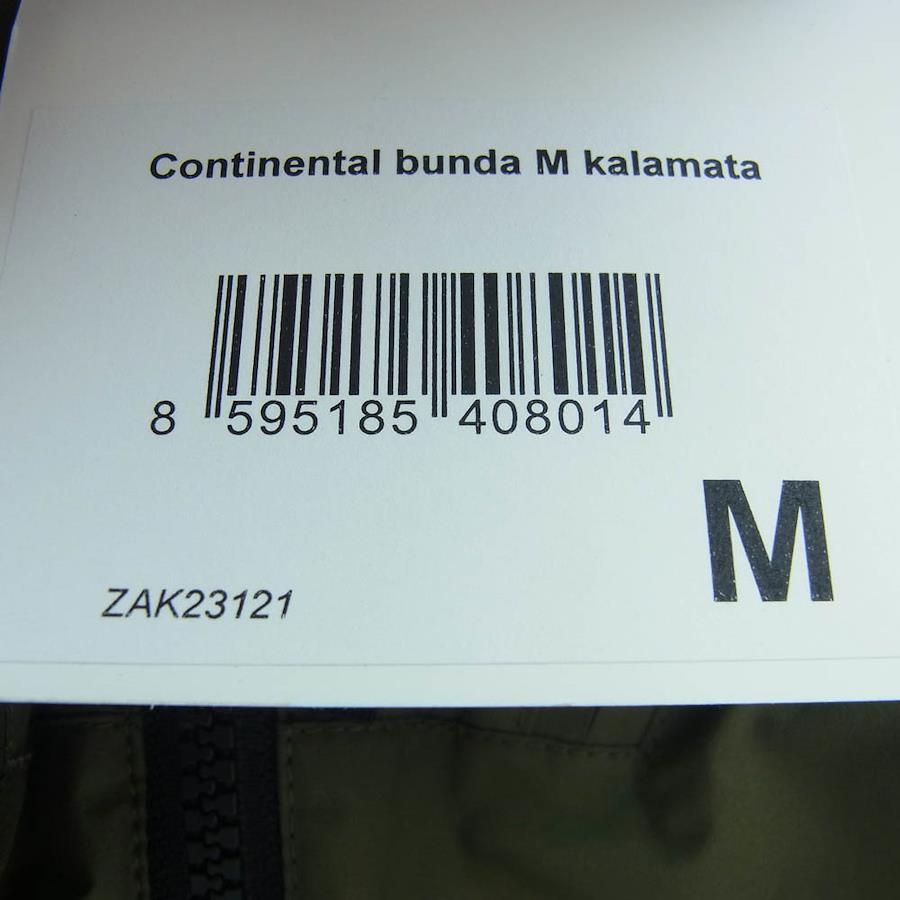 Continental bunda M kalamata
8 595185 408014
M
ZAK23121